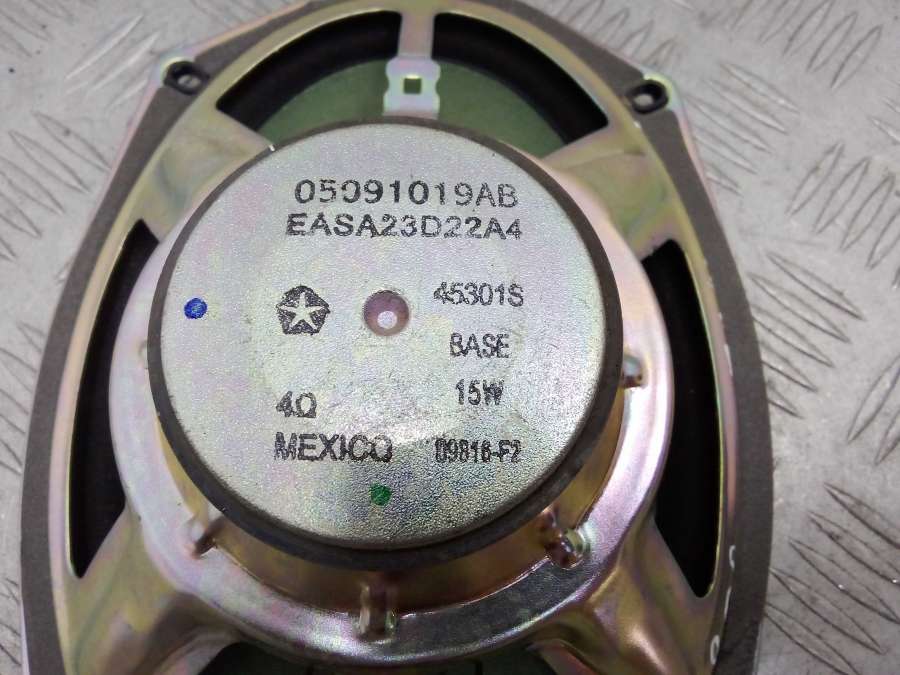 05091019AB
EASA23D22A4
45301S
BASE
4Ω 15W
MEXICO 09816-F2